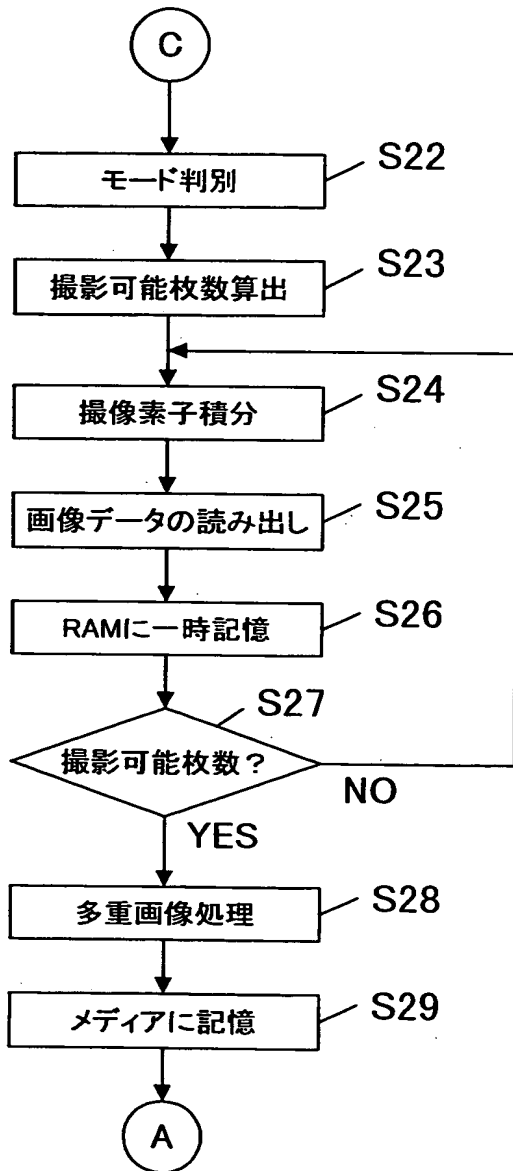 C
モード判別
S22
撮影可能枚数算出
S23
撮像素子積分
S24
画像データの読み出し
S25
RAMに一時記憶
S26
撮影可能枚数？
S27
NO
YES
多重画像処理
S28
メディアに記憶
S29
A